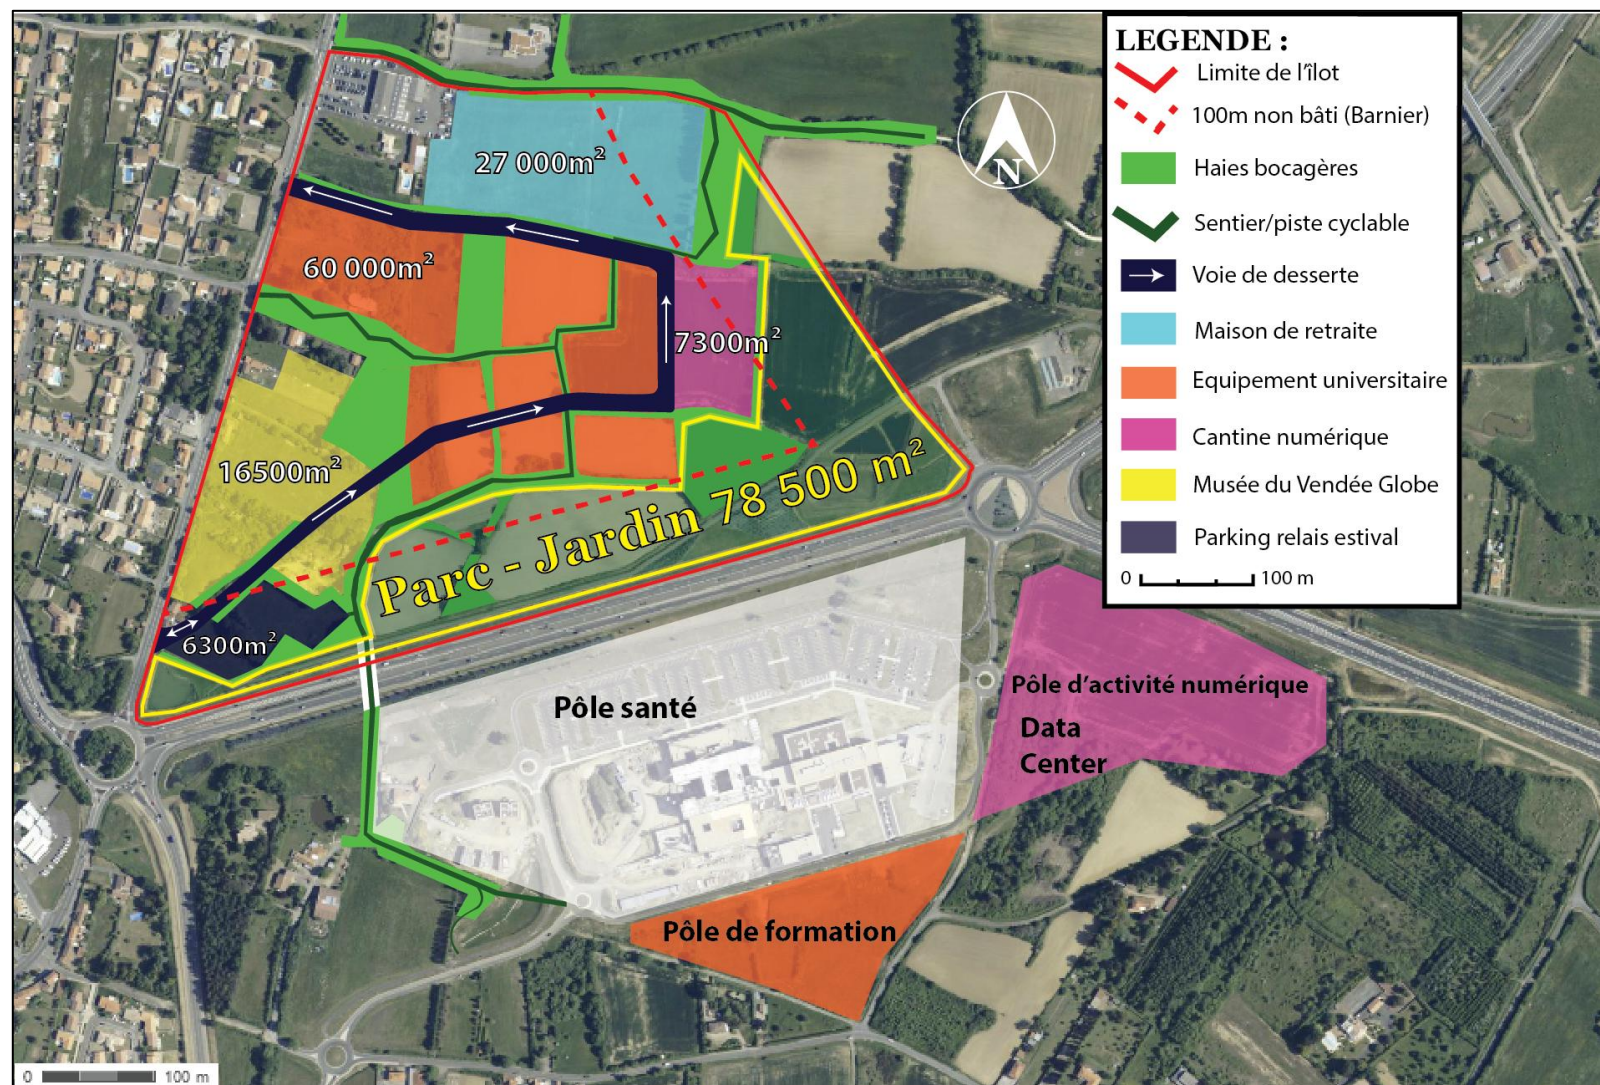 LEGENDE :
Limite de l'îlot
100m non bâti (Barnier)
Haies bocagères
Sentier/piste cyclable
Voie de desserte
Maison de retraite
Equipement universitaire
Cantine numérique
Musée du Vendée Globe
Parking relais estival
0 100 m
N
27 000m²
60 000m²
7300m²
16500m²
Parc - Jardin 78 500 m²
6300m²
Pôle santé
Pôle d'activité numérique
Data
Center
Pôle de formation
0 100 m